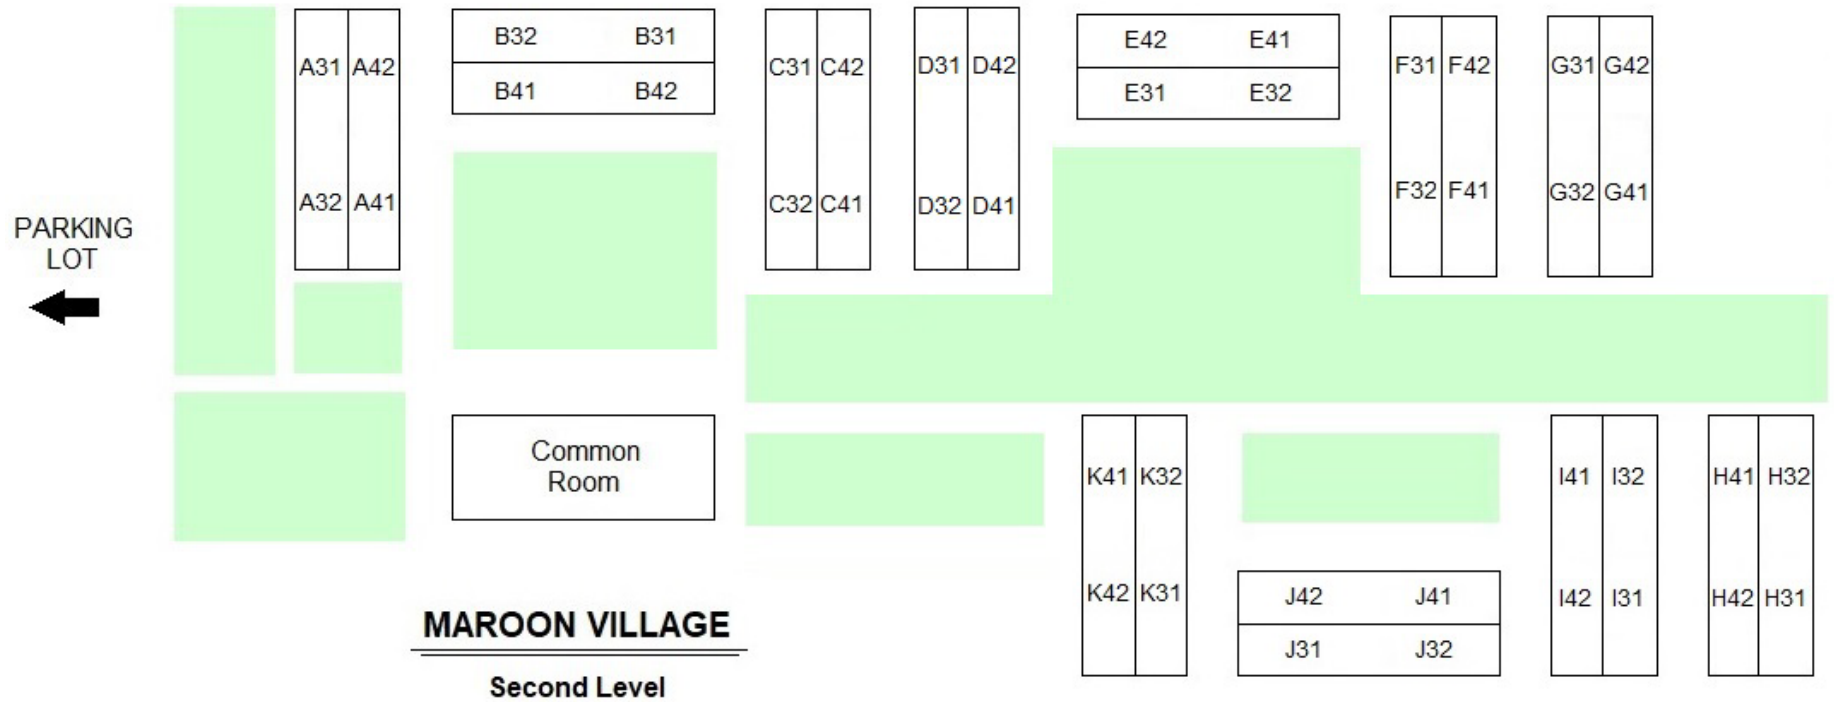 B32 B31
E42 E41
A31 A42
C31 C42
D31 D42
F31 F42
G31 G42
B41 B42
E31 E32
A32 A41
C32 C41
D32 D41
F32 F41
G32 G41
PARKING
LOT
Common
Room
K41 K32
I41 I32
H41 H32
K42 K31
J42 J41
I42 I31
H42 H31
J31 J32
MAROON VILLAGE
Second Level